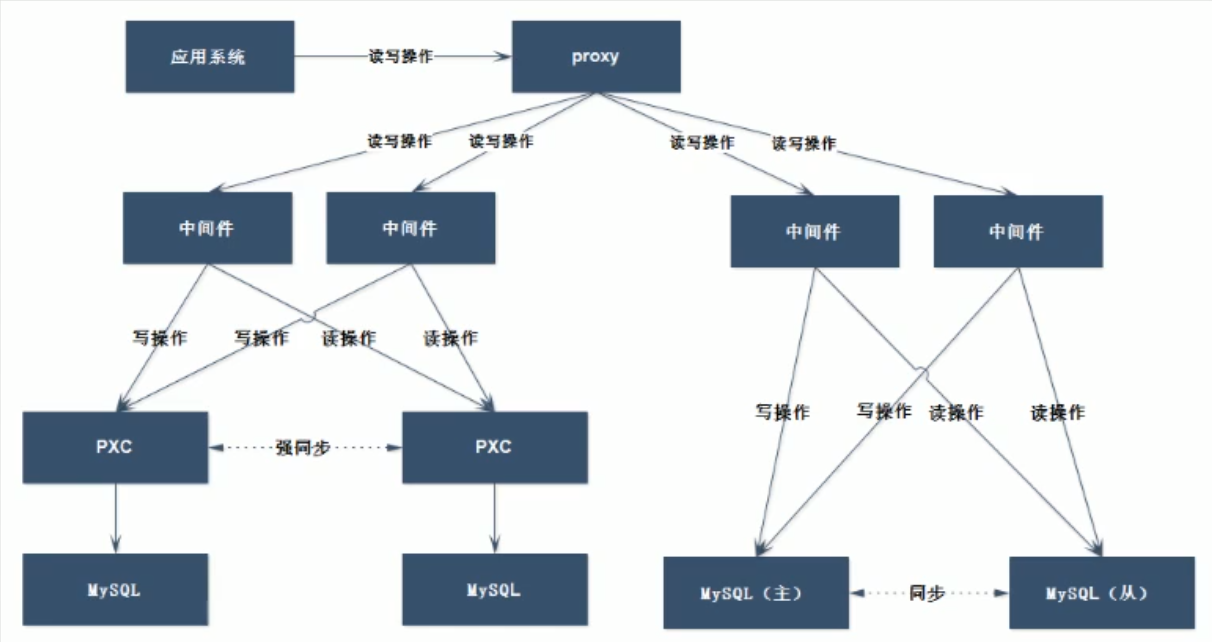 应用系统
读写操作
proxy
读写操作
读写操作
读写操作
读写操作
中间件
中间件
中间件
中间件
写操作
写操作
读操作
读操作
写操作
写操作
读操作
读操作
PXC
强同步
PXC
MySQL
MySQL
MySQL（主）
同步
MySQL（从）